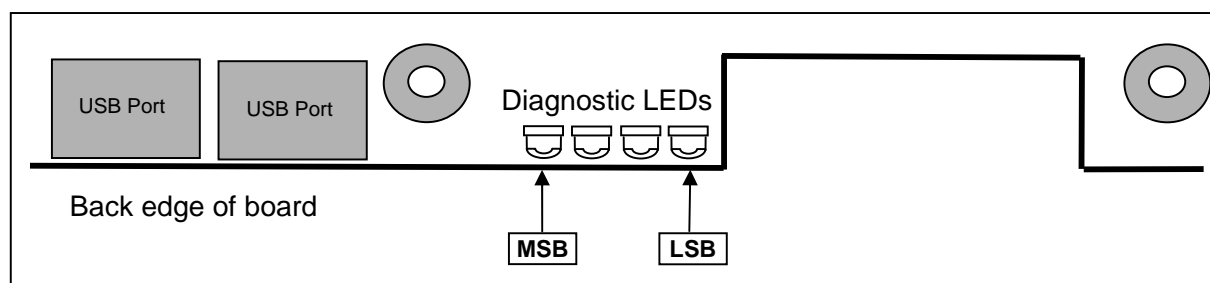 USB Port
USB Port
Diagnostic LEDs
Back edge of board
MSB
LSB